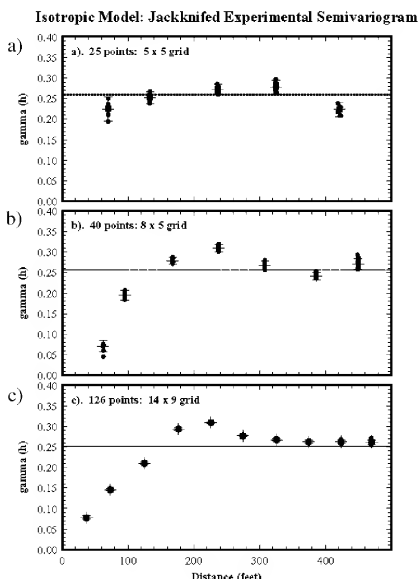 Isotropic Model: Jackknifed Experimental Semivariogram
a)
a). 25 points: 5 x 5 grid
gamma (h)
0.40
0.35
0.30
0.25
0.20
0.15
0.10
0.05
0.00
b)
b). 40 points: 8 x 5 grid
gamma (h)
0.40
0.35
0.30
0.25
0.20
0.15
0.10
0.05
0.00
c)
c). 126 points: 14 x 9 grid
gamma (h)
0.40
0.35
0.30
0.25
0.20
0.15
0.10
0.05
0.00
0 100 200 300 400
Distance (feet)